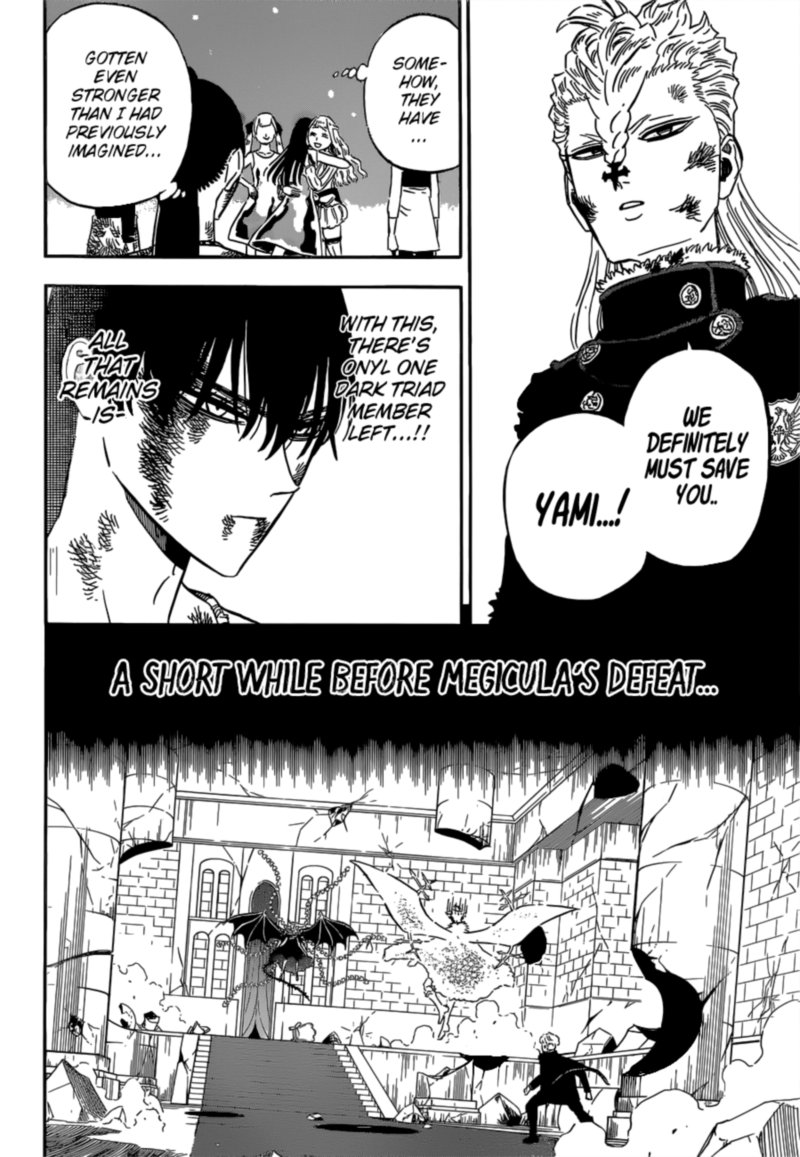 WE
DEFINITELY
MUST SAVE
YOU..
YAMI...!
SOME-
HOW,
THEY
HAVE
...
GOTTEN
EVEN
STRONGER
THAN I HAD
PREVIOUSLY
IMAGINED...
WITH THIS,
THERE'S
ONYL ONE
DARK TRIAD
MEMBER
LEFT...!!
ALL
THAT
REMAINS
IS-
A SHORT WHILE BEFORE MEGICULA'S DEFEAT...